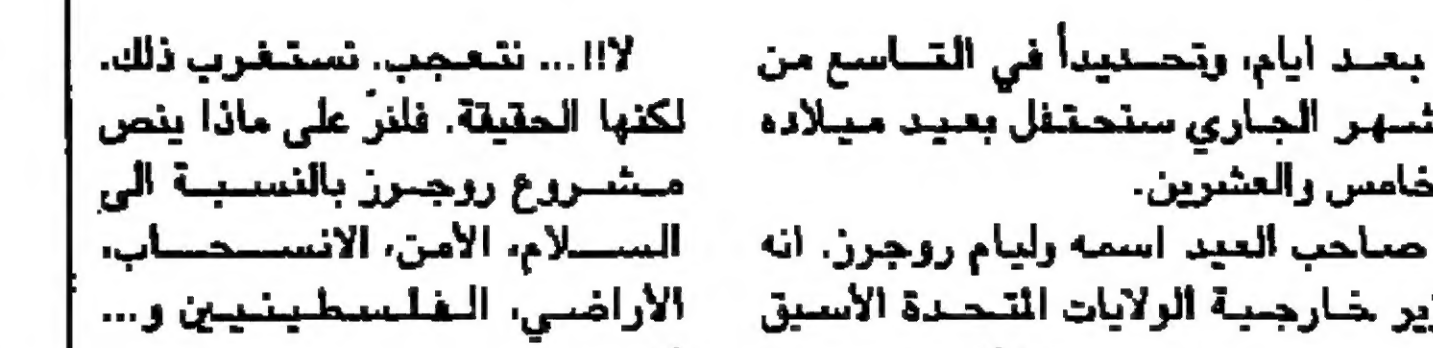 بعد ايام، وتحديداً في التاسع من
شهر الجاري سنحتفل بعيد ميلاده
خامس والعشرين.
صاحب العيد اسمه وليام روجرز. انه
زير خارجية الولايات المتحدة الأسبق
لا!!... نتعجب. نستغرب ذلك.
لكنها الحقيقة. فلنرَ على ماذا ينص
مشروع روجرز بالنسبة الى
السلام، الأمن، الانسحاب،
الأراضي، الفلسطينيين و...